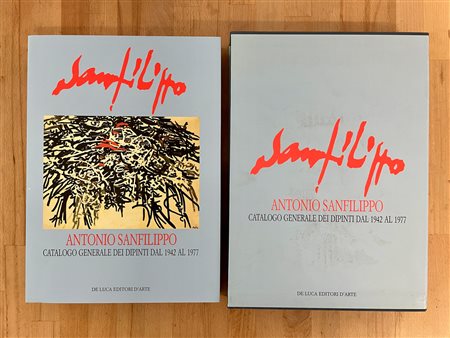 Sanfilippo
ANTONIO SANFILIPPO
CATALOGO GENERALE DEI DIPINTI DAL 1942 AL 1977
DE LUCA EDITORI D'ARTE
Sanfilippo
ANTONIO SANFILIPPO
CATALOGO GENERALE DEI DIPINTI DAL 1942 AL 1977
DE LUCA EDITORI D'ARTE